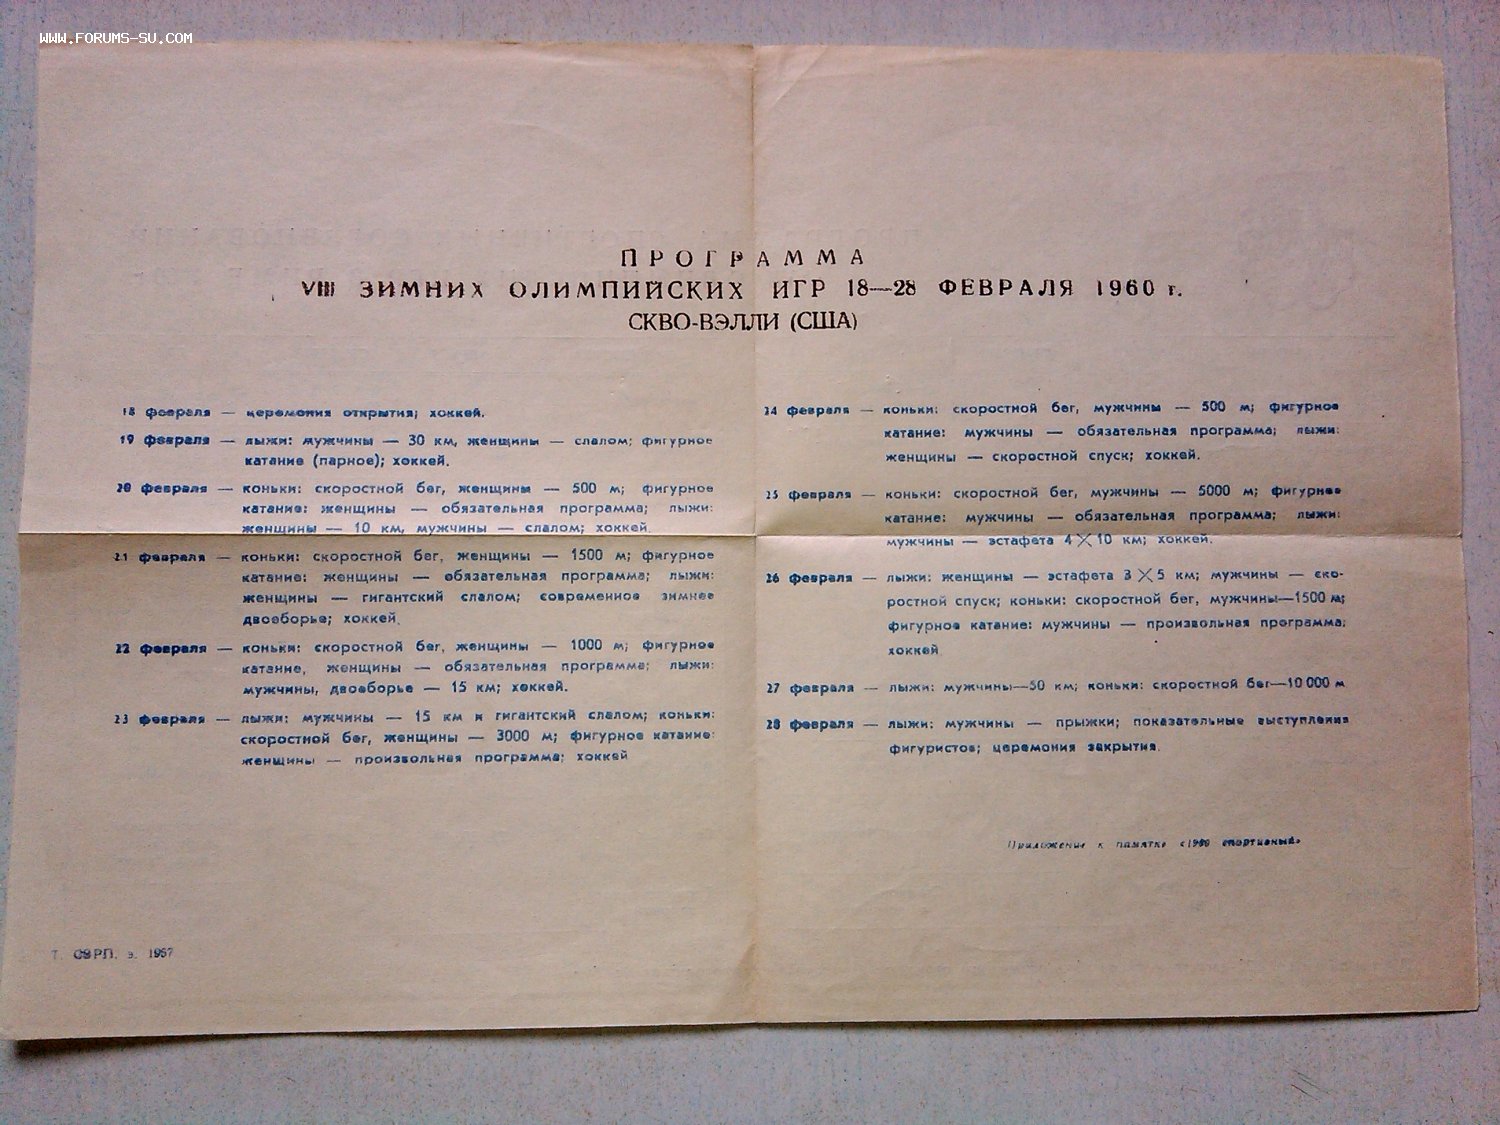 WWW.FORUMS-SU.COM
ПРОГРАММА
VIII ЗИМНИХ ОЛИМПИЙСКИХ ИГР 18—28 ФЕВРАЛЯ 1960 г.
СКВО-ВЭЛЛИ (США)
18 февраля — церемония открытия; хоккей.
19 февраля — лыжи: мужчины — 30 км, женщины — слалом; фигурное
катание (парное); хоккей.
20 февраля — коньки: скоростной бег, женщины — 500 м; фигурное
катание: женщины — обязательная программа; лыжи:
женщины — 10 км, мужчины — слалом; хоккей.
21 февраля — коньки: скоростной бег, женщины — 1500 м; фигурное
катание: женщины — обязательная программа; лыжи:
женщины — гигантский слалом; современное зимнее
двоеборье; хоккей.
22 февраля — коньки: скоростной бег, женщины — 1000 м; фигурное
катание, женщины — обязательная программа; лыжи:
мужчины, двоеборье — 15 км; хоккей.
23 февраля — лыжи: мужчины — 15 км и гигантский слалом; коньки:
скоростной бег, женщины — 3000 м; фигурное катание:
женщины — произвольная программа; хоккей
24 февраля — коньки: скоростной бег, мужчины — 500 м; фигурное
катание: мужчины — обязательная программа; лыжи:
женщины — скоростной спуск; хоккей.
25 февраля — коньки: скоростной бег, мужчины — 5000 м; фигурное
катание: мужчины — обязательная программа; лыжи:
мужчины — эстафета 4×10 км; хоккей.
26 февраля — лыжи: женщины — эстафета 3×5 км; мужчины — ско-
ростной спуск; коньки: скоростной бег, мужчины—1500 м;
фигурное катание: мужчины — произвольная программа;
хоккей
27 февраля — лыжи: мужчины—50 км; коньки: скоростной бег—10 000 м
28 февраля — лыжи: мужчины — прыжки; показательные выступления
фигуристов; церемония закрытия.
Приложение к памятке «1960 спортивный»
Т. з. 1957